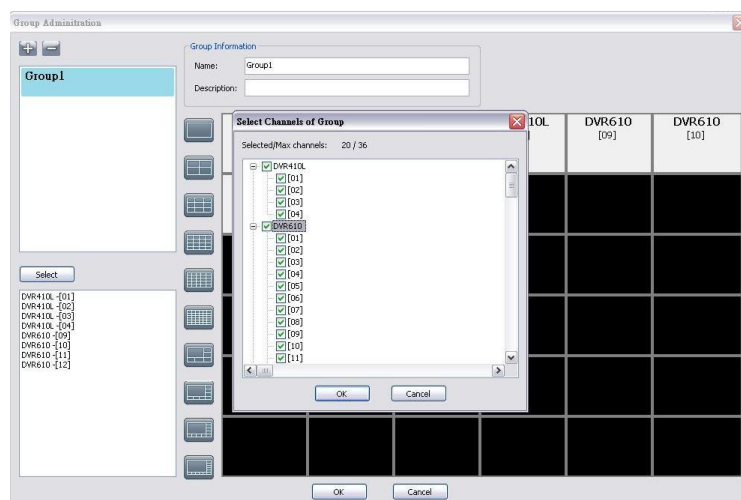 Group Adminitration
Group Information
Name: Group1
Description:
Group1
Select Channels of Group
Selected/Max channels: 20 / 36
DVR410L
[01]
[02]
[03]
[04]
DVR610
[01]
[02]
[03]
[04]
[05]
[06]
[07]
[08]
[09]
[10]
[11]
OK Cancel
10L
DVR610
[09]
DVR610
[10]
Select
DVR410L -[01]
DVR410L -[02]
DVR410L -[03]
DVR410L -[04]
DVR610 -[09]
DVR610 -[10]
DVR610 -[11]
DVR610 -[12]
OK Cancel